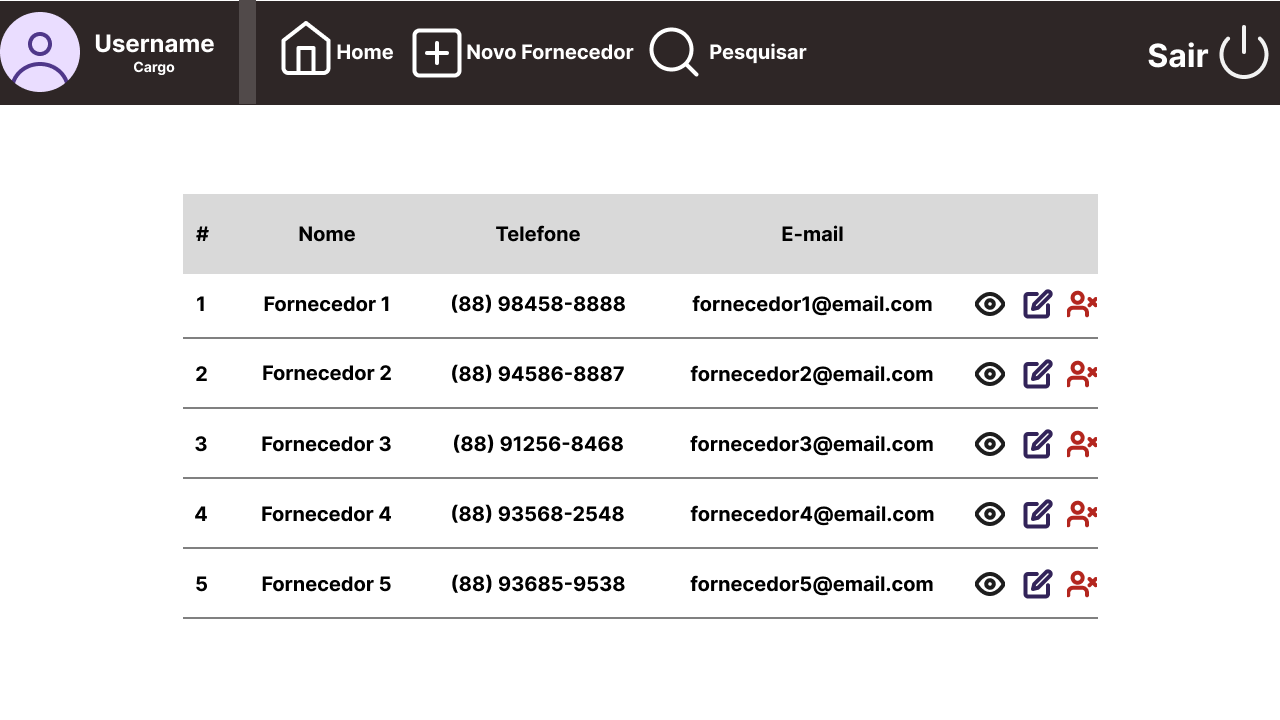 Username
Cargo
Home
Novo Fornecedor
Pesquisar
Sair
# Nome Telefone E-mail
1 Fornecedor 1 (88) 98458-8888 fornecedor1@email.com
2 Fornecedor 2 (88) 94586-8887 fornecedor2@email.com
3 Fornecedor 3 (88) 91256-8468 fornecedor3@email.com
4 Fornecedor 4 (88) 93568-2548 fornecedor4@email.com
5 Fornecedor 5 (88) 93685-9538 fornecedor5@email.com